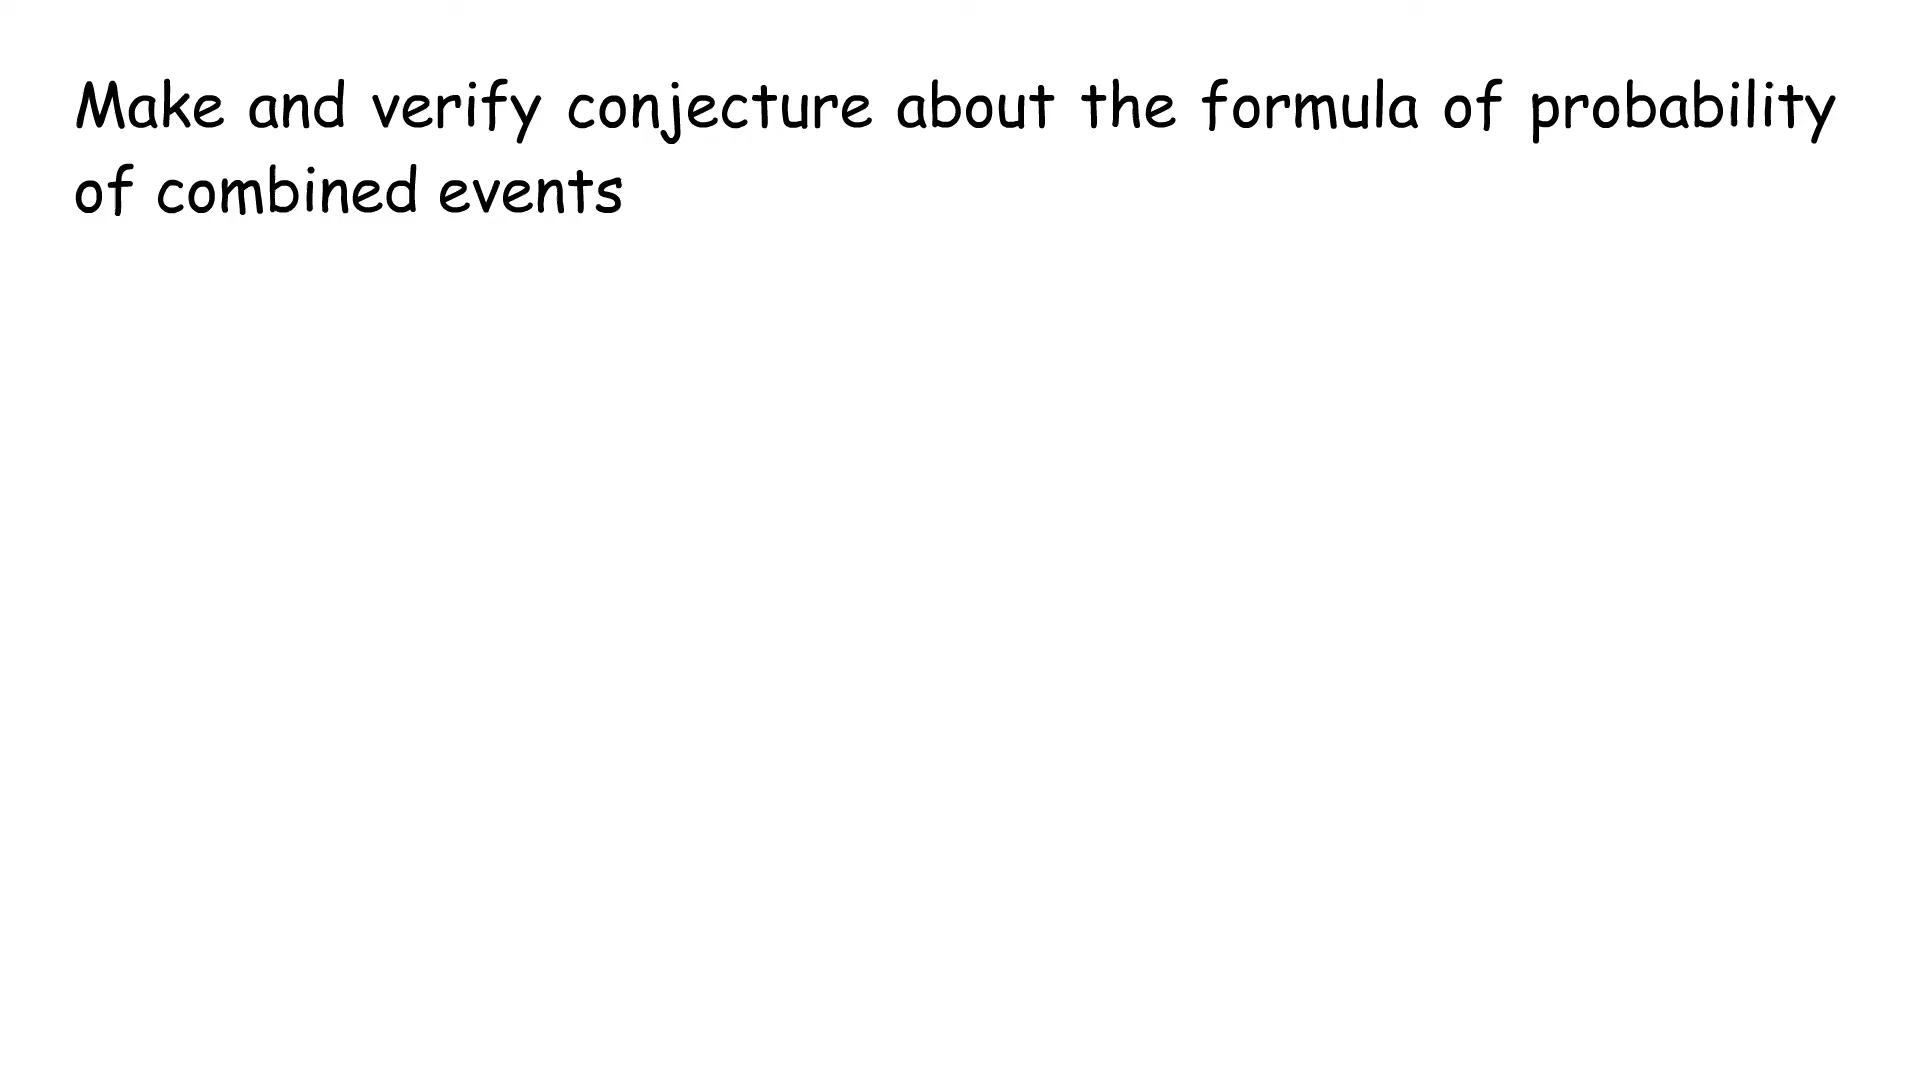 Make and verify conjecture about the formula of probability
of combined events